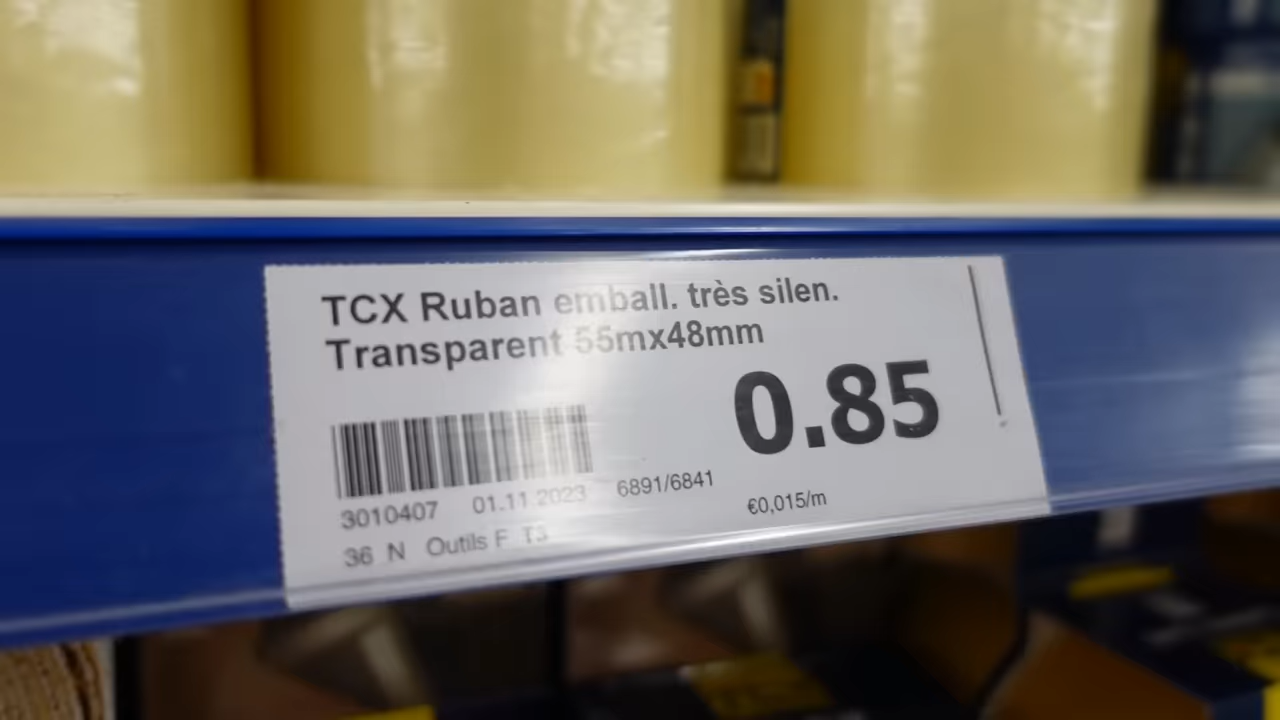 TCX Ruban emball. très silen.
Transparent 55mx48mm
0.85
3010407 01.11.2023 6891/6841
€0,015/m
36 N Outils F T3